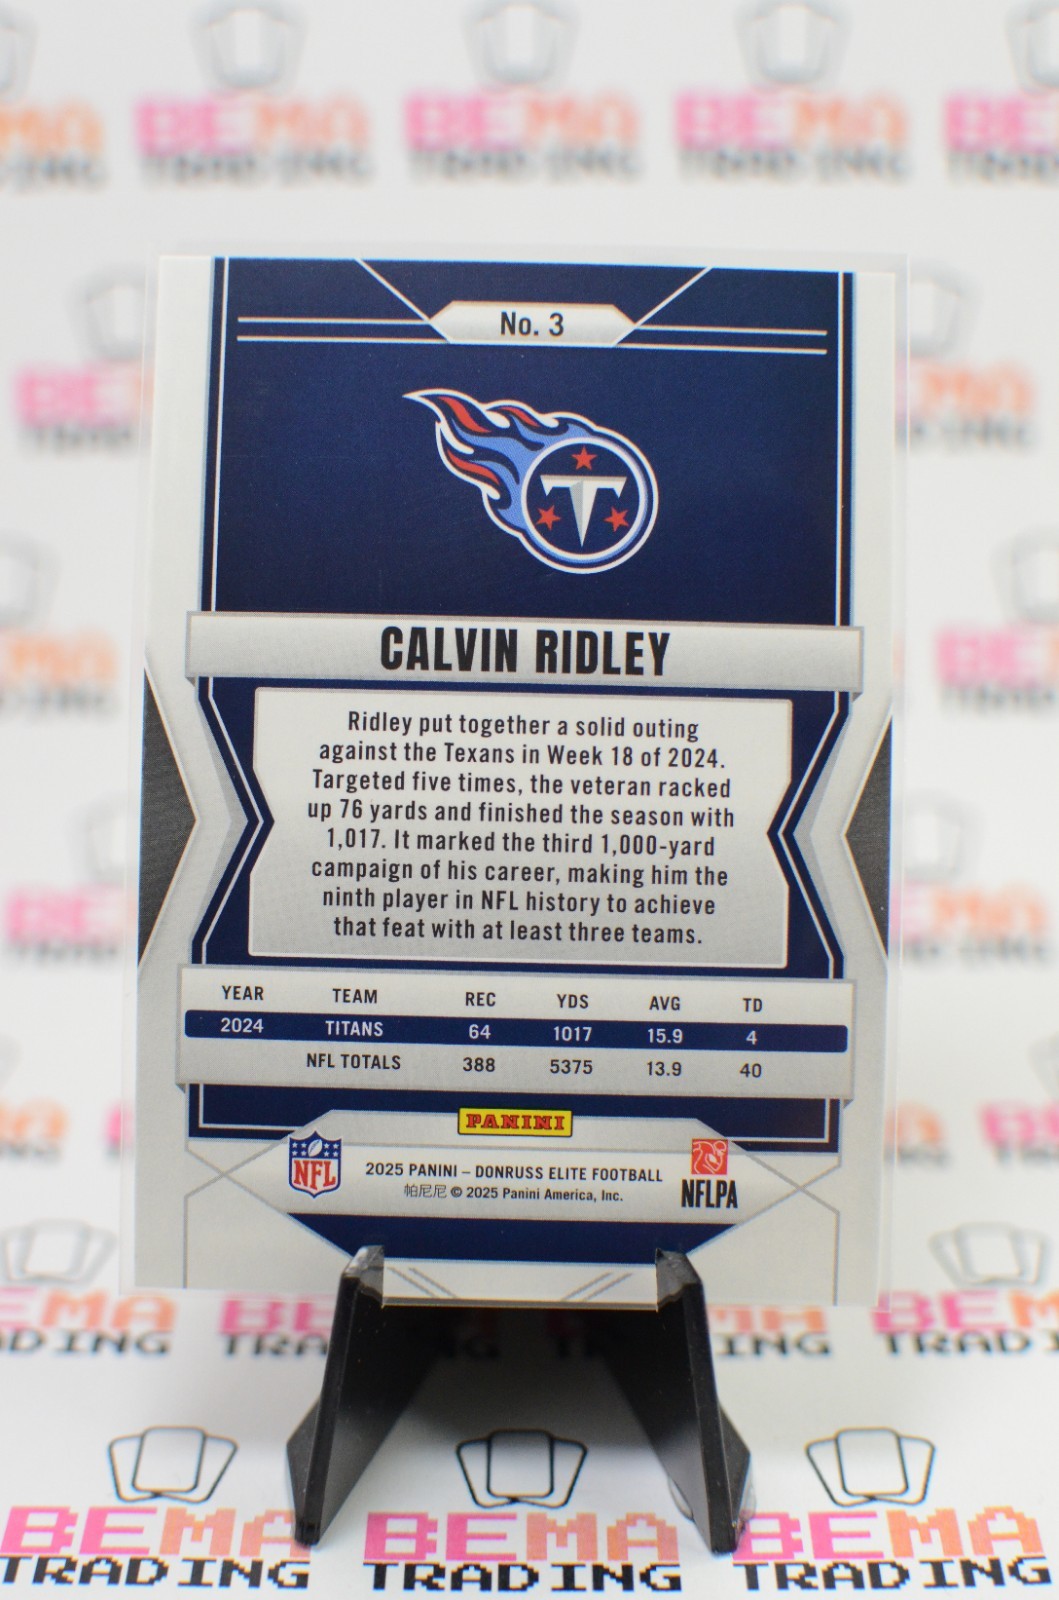 BEMA
TRADING
No. 3
T
CALVIN RIDLEY
Ridley put together a solid outing
against the Texans in Week 18 of 2024.
Targeted five times, the veteran racked
up 76 yards and finished the season with
1,017. It marked the third 1,000-yard
campaign of his career, making him the
ninth player in NFL history to achieve
that feat with at least three teams.
YEAR TEAM REC YDS AVG TD
2024 TITANS 64 1017 15.9 4
NFL TOTALS 388 5375 13.9 40
PANINI
NFL
2025 PANINI – DONRUSS ELITE FOOTBALL
帕尼尼 © 2025 Panini America, Inc.
NFLPA
BEMA BEMA BEMA
TRADING TRADING TRADING